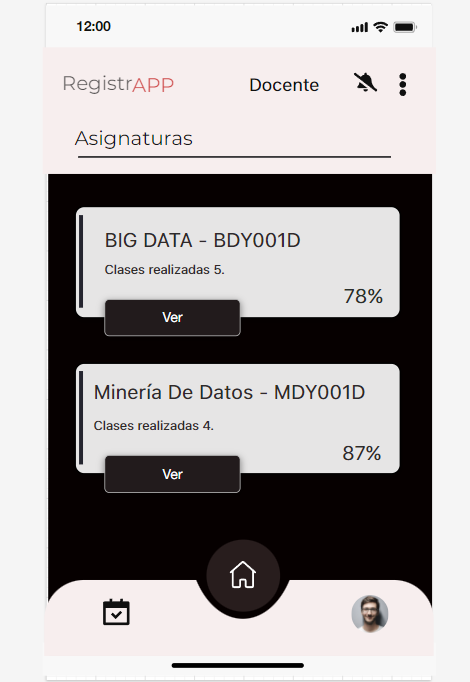 12:00
RegistrAPP
Docente
Asignaturas
BIG DATA - BDY001D
Clases realizadas 5.
78%
Ver
Minería De Datos - MDY001D
Clases realizadas 4.
87%
Ver